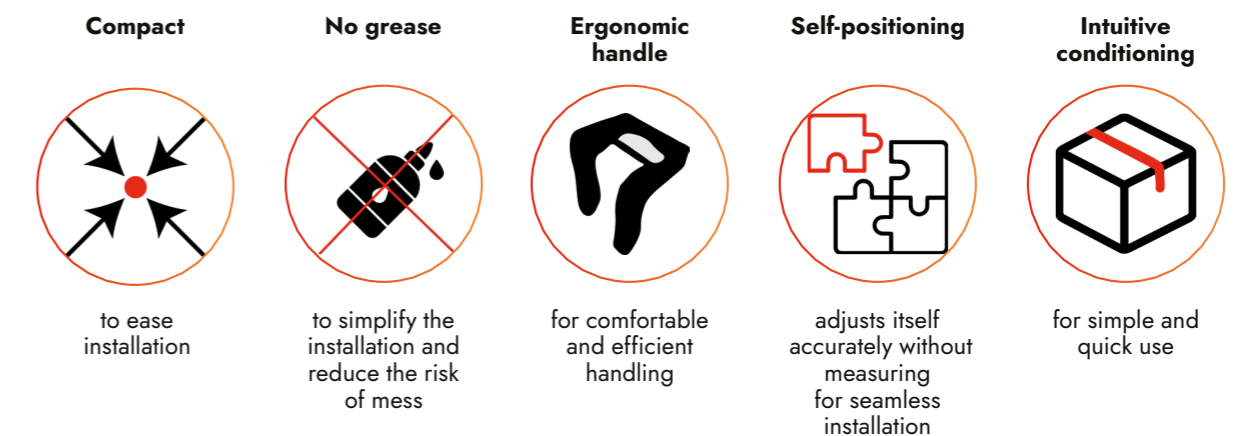 Compact
to ease
installation
No grease
to simplify the
installation and
reduce the risk
of mess
Ergonomic
handle
for comfortable
and efficient
handling
Self-positioning
adjusts itself
accurately without
measuring
for seamless
installation
Intuitive
conditioning
for simple and
quick use